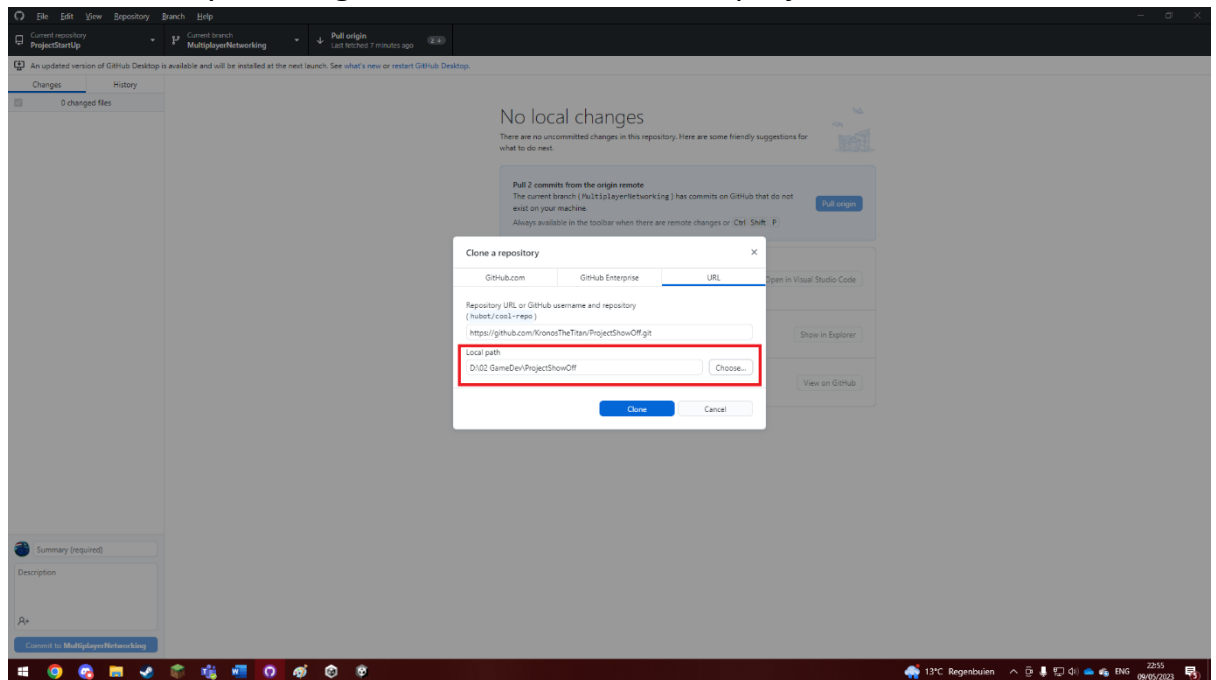 File Edit View Repository Branch Help
Current repository
ProjectStartUp
Current branch
MultiplayerNetworking
Pull origin
Last fetched 7 minutes ago
2
An updated version of GitHub Desktop is available and will be installed at the next launch. See what's new or restart GitHub Desktop.
Changes History
0 changed files
No local changes
There are no uncommitted changes in this repository. Here are some friendly suggestions for
what to do next.
Pull 2 commits from the origin remote
The current branch (MultiplayerNetworking) has commits on GitHub that do not
exist on your machine.
Always available in the toolbar when there are remote changes or Ctrl Shift P
Pull origin
Clone a repository
GitHub.com GitHub Enterprise URL
Repository URL or GitHub username and repository
(hubot/cool-repo)
https://github.com/KronosTheTitan/ProjectShowOff.git
Local path
D:\02 GameDev\ProjectShowOff
Choose...
Clone Cancel
Open in Visual Studio Code
Show in Explorer
View on GitHub
Summary (required)
Description
Commit to MultiplayerNetworking
13°C Regenbuien
ENG
22:55
09/05/2023